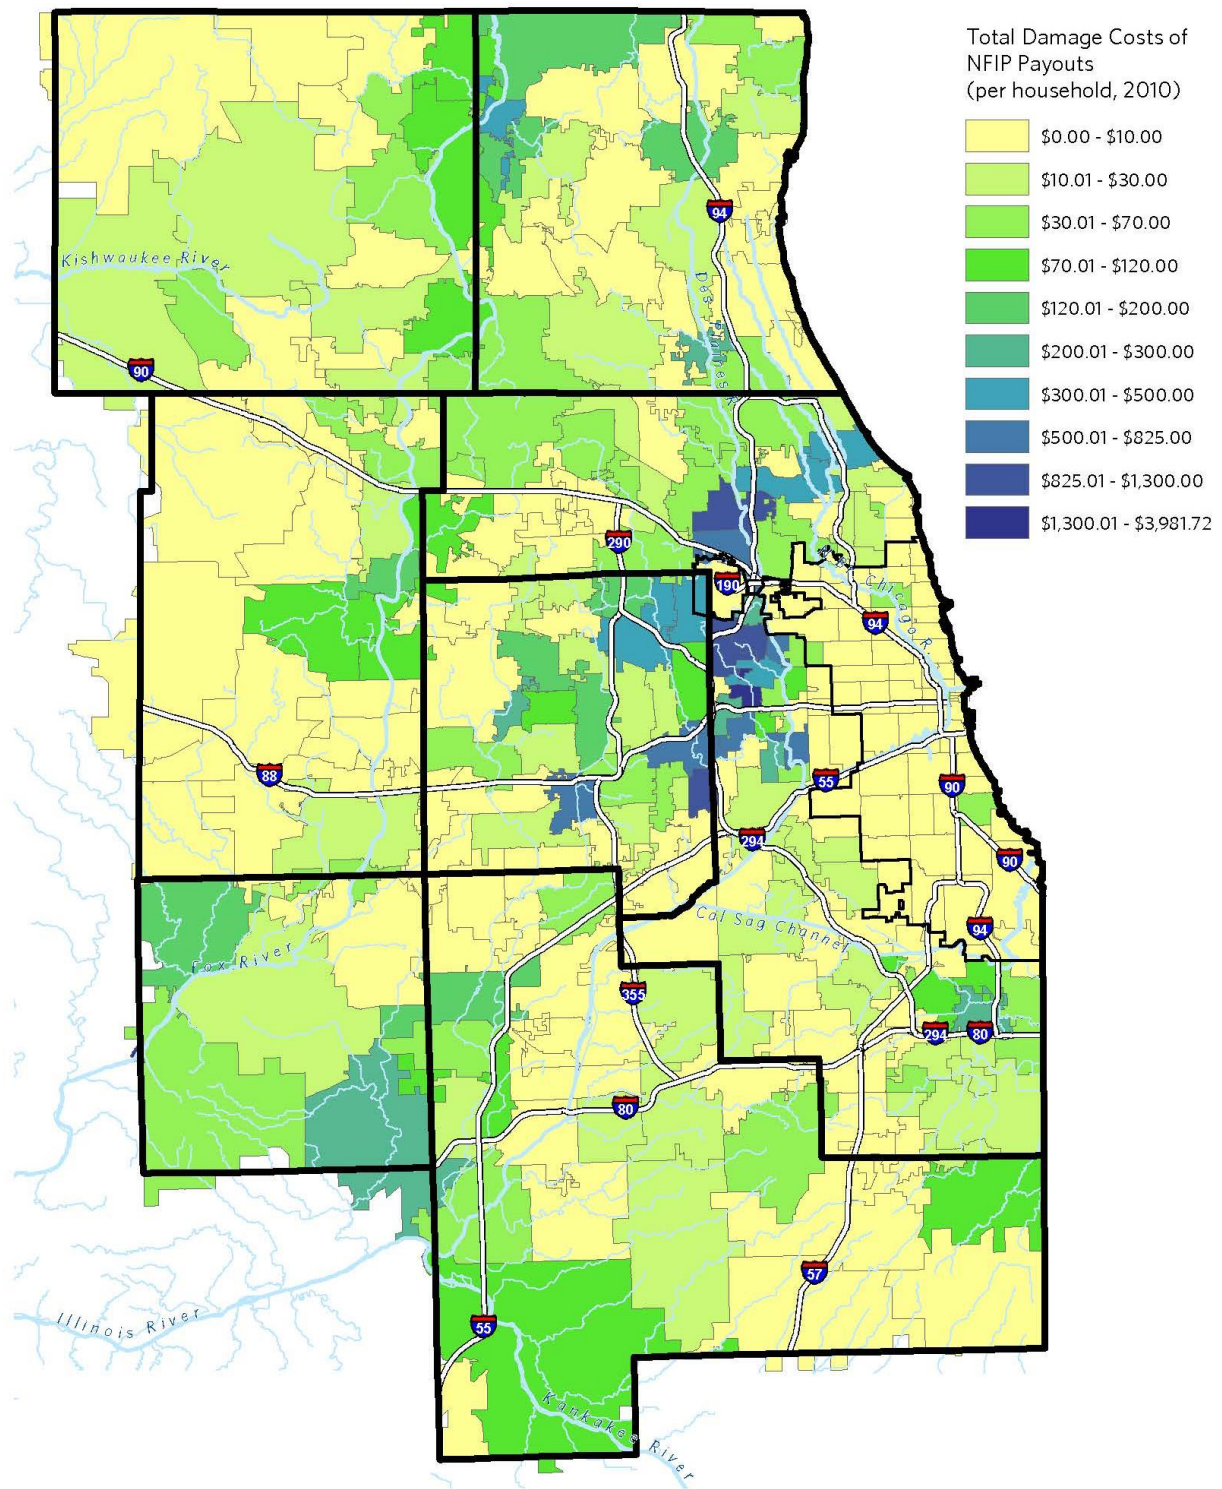 Total Damage Costs of
NFIP Payouts
(per household, 2010)
$0.00 - $10.00
$10.01 - $30.00
$30.01 - $70.00
$70.01 - $120.00
$120.01 - $200.00
$200.01 - $300.00
$300.01 - $500.00
$500.01 - $825.00
$825.01 - $1,300.00
$1,300.01 - $3,981.72
94
Kishwaukee River
Des Plaines R.
90
290
190
Chicago R.
94
88
55
90
294
90
Cal Sag Channel
94
Fox River
355
294
80
80
57
Illinois River
55
Kankakee River